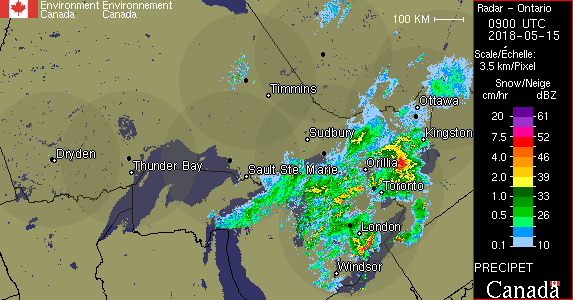 Environment Environnement
Canada Canada
100 KM
Radar - Ontario
0900 UTC
2018-05-15
Scale/Échelle:
3.5 km/Pixel
Snow/Neige
cm/hr dBZ
20 61
7.5 52
4.0 46
2.0 39
1.0 33
0.5 26
0.1 10
PRECIPET
Canada
Timmins
Ottawa
Sudbury
Kingston
Dryden
Thunder Bay
Sault Ste. Marie
Orillia
Toronto
London
Windsor